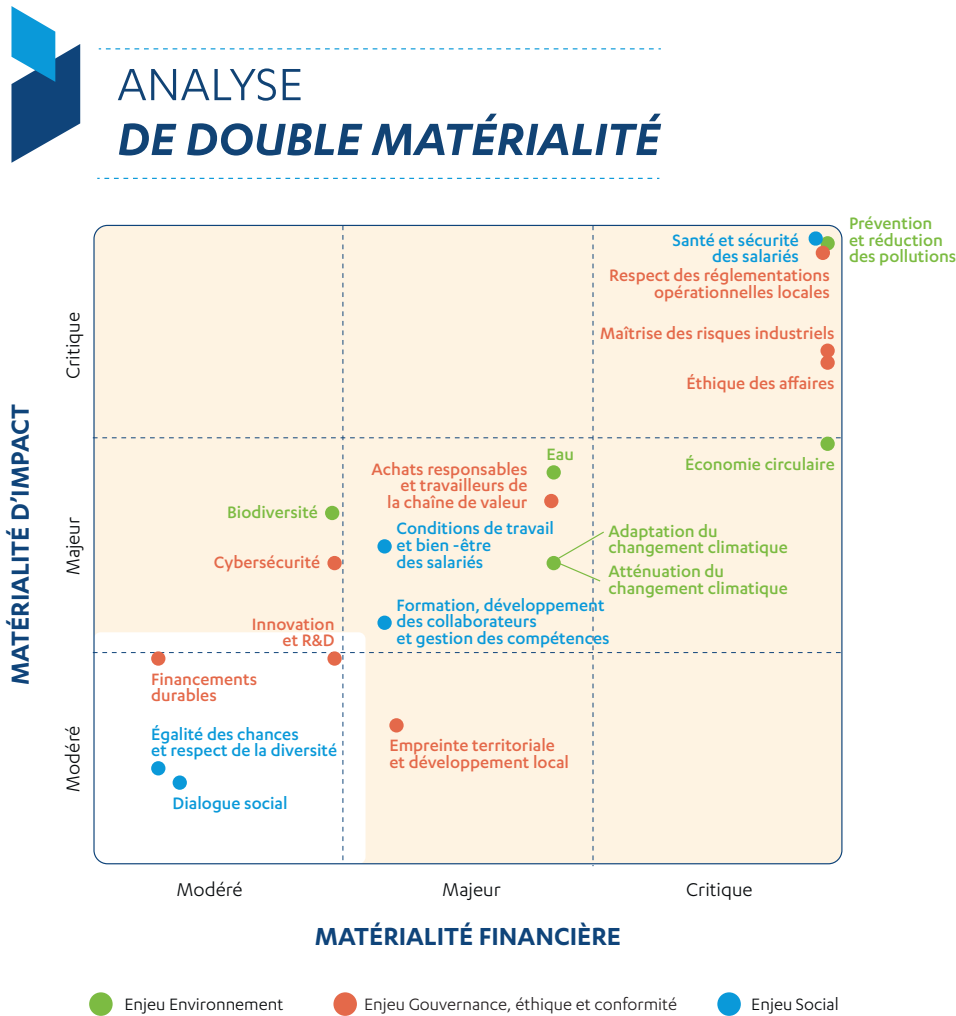 ANALYSE
DE DOUBLE MATÉRIALITÉ
Prévention
et réduction
des pollutions
Santé et sécurité
des salariés
Respect des réglementations
opérationnelles locales
Maîtrise des risques industriels
Éthique des affaires
Économie circulaire
Eau
Achats responsables
et travailleurs de
la chaîne de valeur
Biodiversité
Conditions de travail
et bien -être
des salariés
Adaptation du
changement climatique
Atténuation du
changement climatique
Cybersécurité
Formation, développement
des collaborateurs
et gestion des compétences
Innovation
et R&D
Financements
durables
Égalité des chances
et respect de la diversité
Dialogue social
Empreinte territoriale
et développement local
MATÉRIALITÉ D'IMPACT
Critique
Majeur
Modéré
Modéré
Majeur
Critique
MATÉRIALITÉ FINANCIÈRE
Enjeu Environnement
Enjeu Gouvernance, éthique et conformité
Enjeu Social